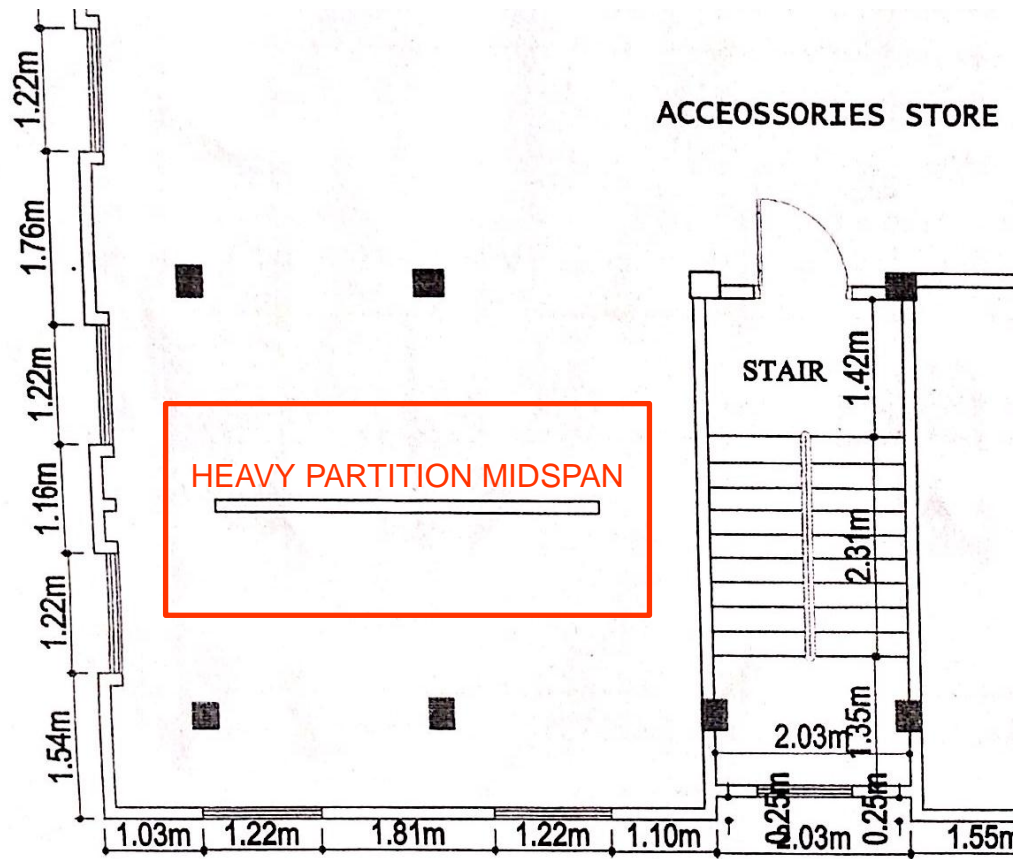 1.22m
ACCEOSSORIES STORE
1.76m
1.22m
STAIR
1.42m
HEAVY PARTITION MIDSPAN
1.16m
2.31m
1.22m
1.54m
2.03m
1.35m
0.25m
0.25m
1.03m
1.22m
1.81m
1.22m
1.10m
2.03m
1.55m